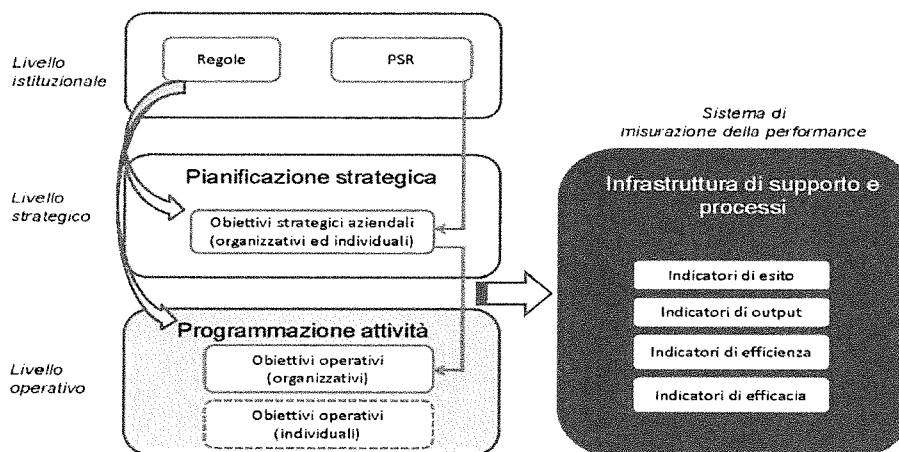 Livello
istituzionale
Regole
PSR
Livello
strategico
Pianificazione strategica
Obiettivi strategici aziendali
(organizzativi ed individuali)
Livello
operativo
Programmazione attività
Obiettivi operativi
(organizzativi)
Obiettivi operativi
(individuali)
Sistema di
misurazione della performance
Infrastruttura di supporto e
processi
Indicatori di esito
Indicatori di output
Indicatori di efficienza
Indicatori di efficacia